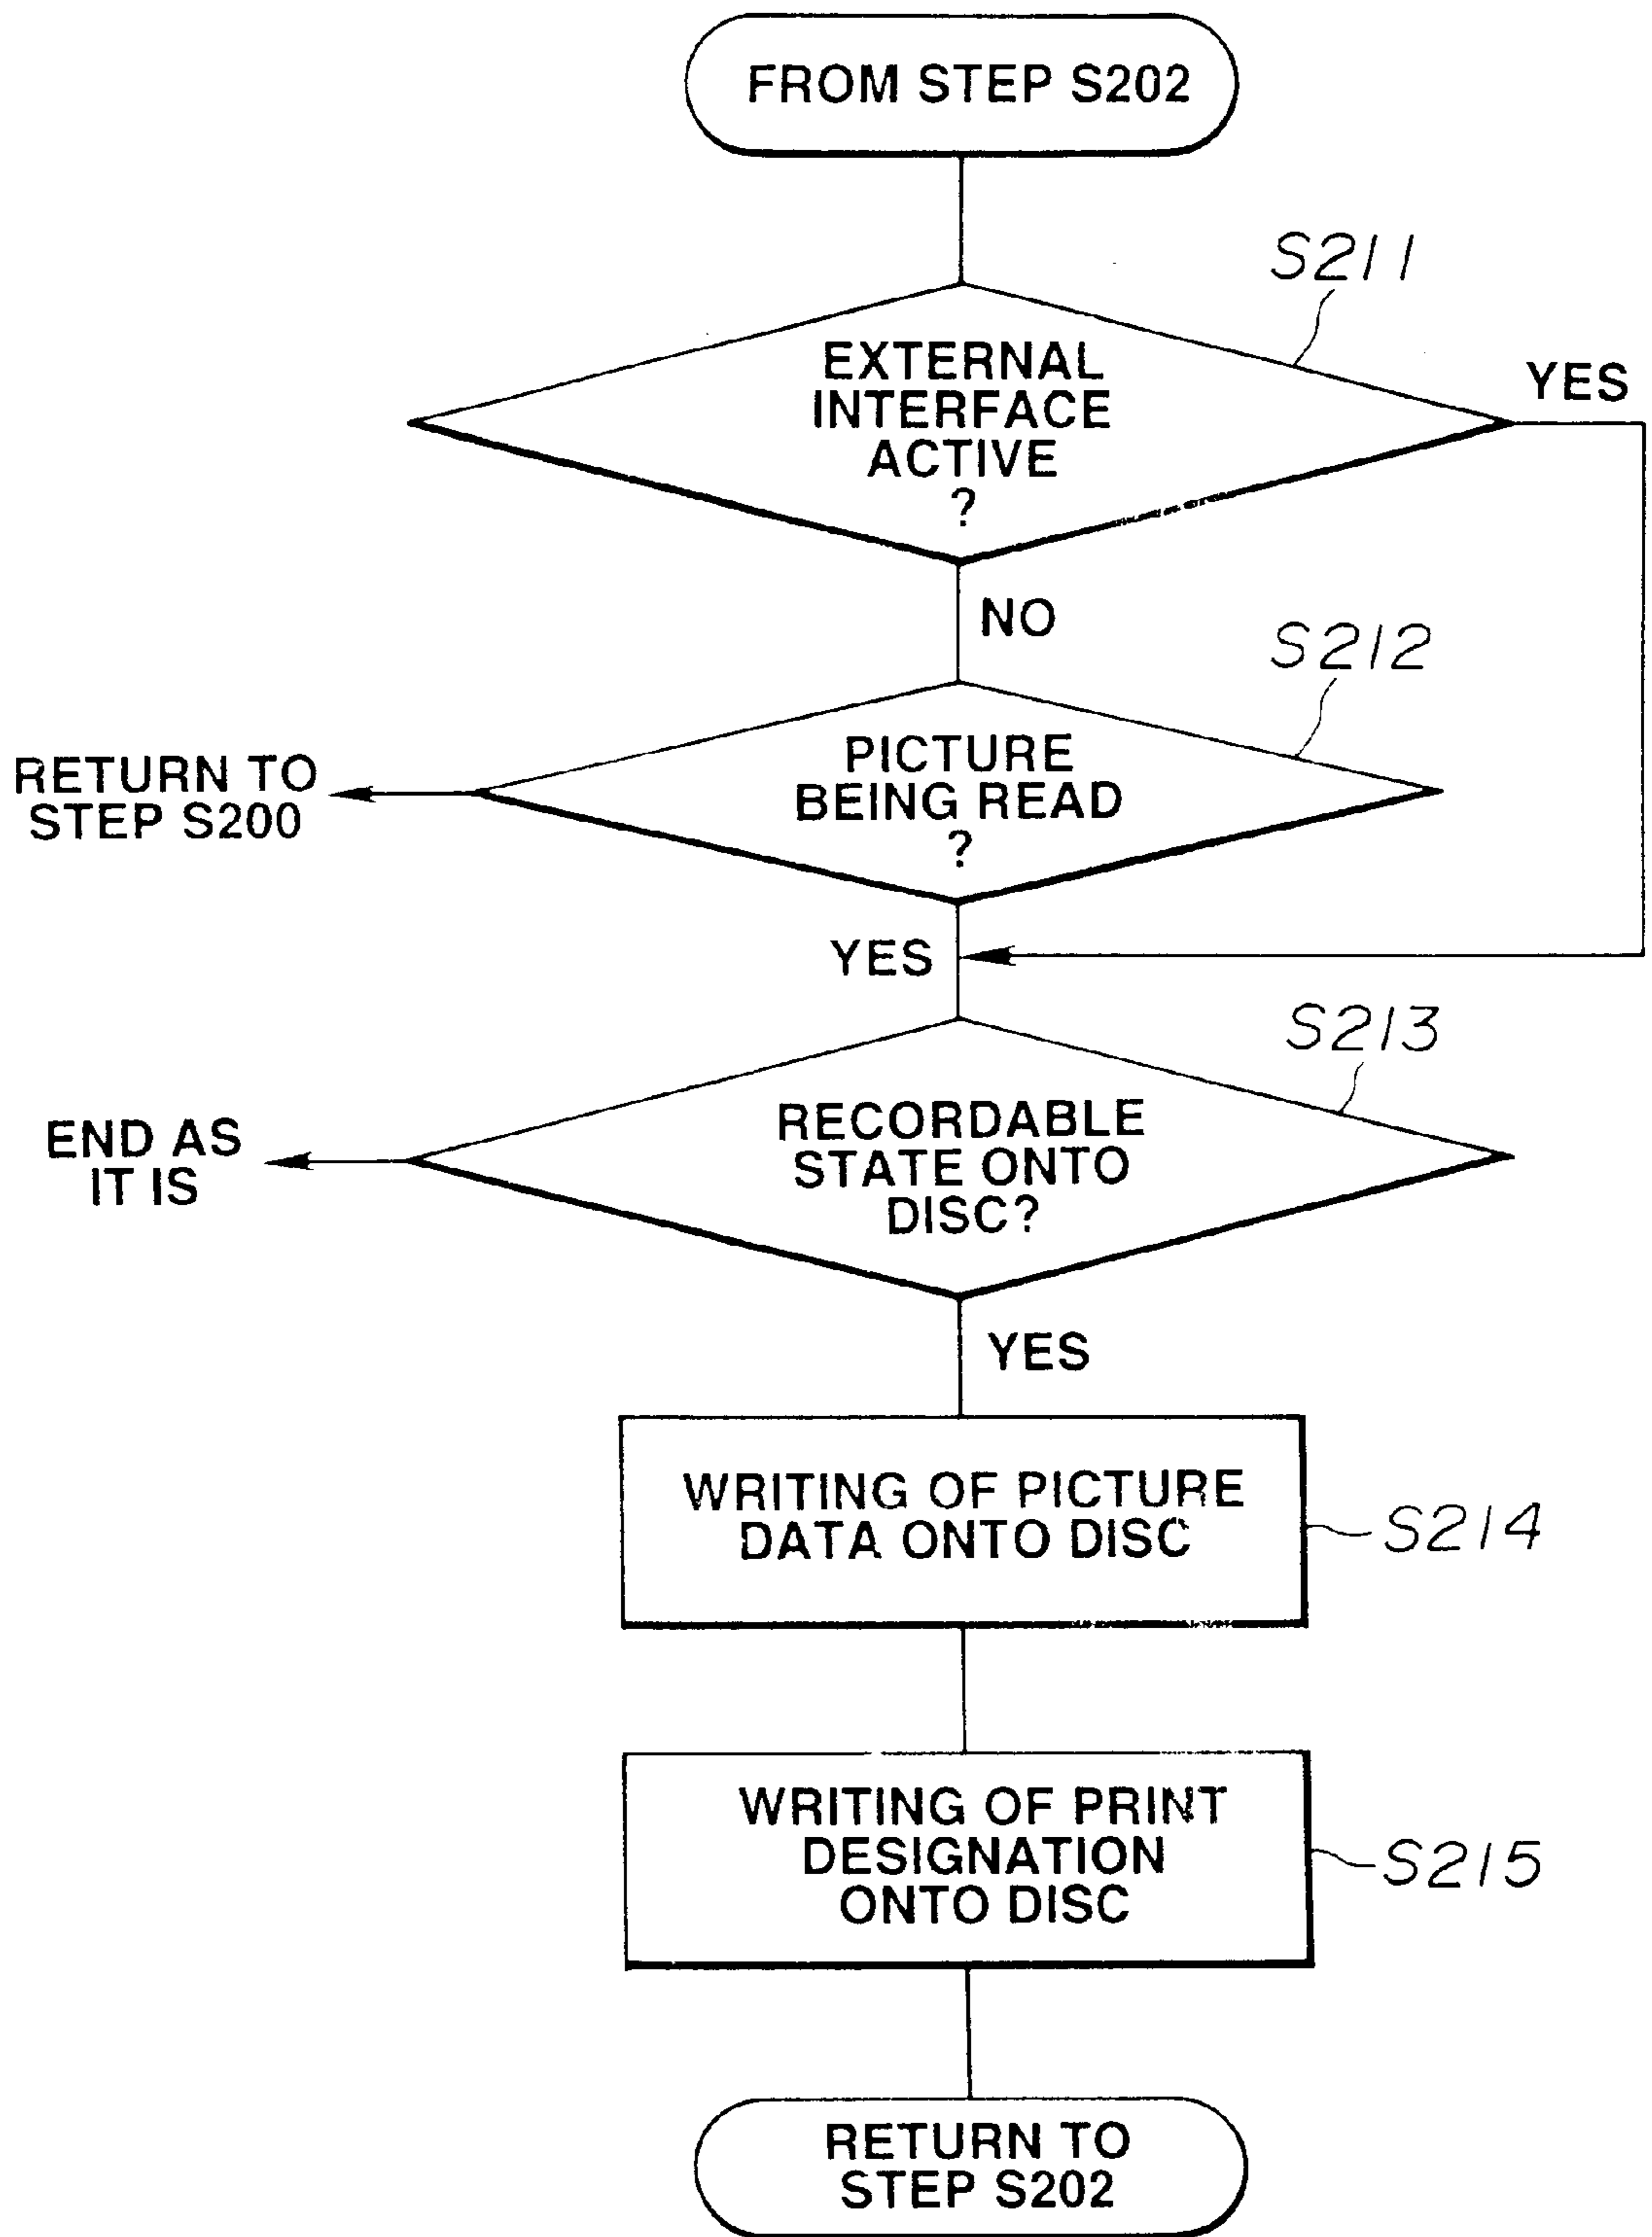 FROM STEP S202
S211
EXTERNAL
INTERFACE
ACTIVE
?
YES
NO
S212
PICTURE
BEING READ
?
RETURN TO
STEP S200
YES
S213
RECORDABLE
STATE ONTO
DISC?
END AS
IT IS
YES
WRITING OF PICTURE
DATA ONTO DISC
S214
WRITING OF PRINT
DESIGNATION
ONTO DISC
S215
RETURN TO
STEP S202